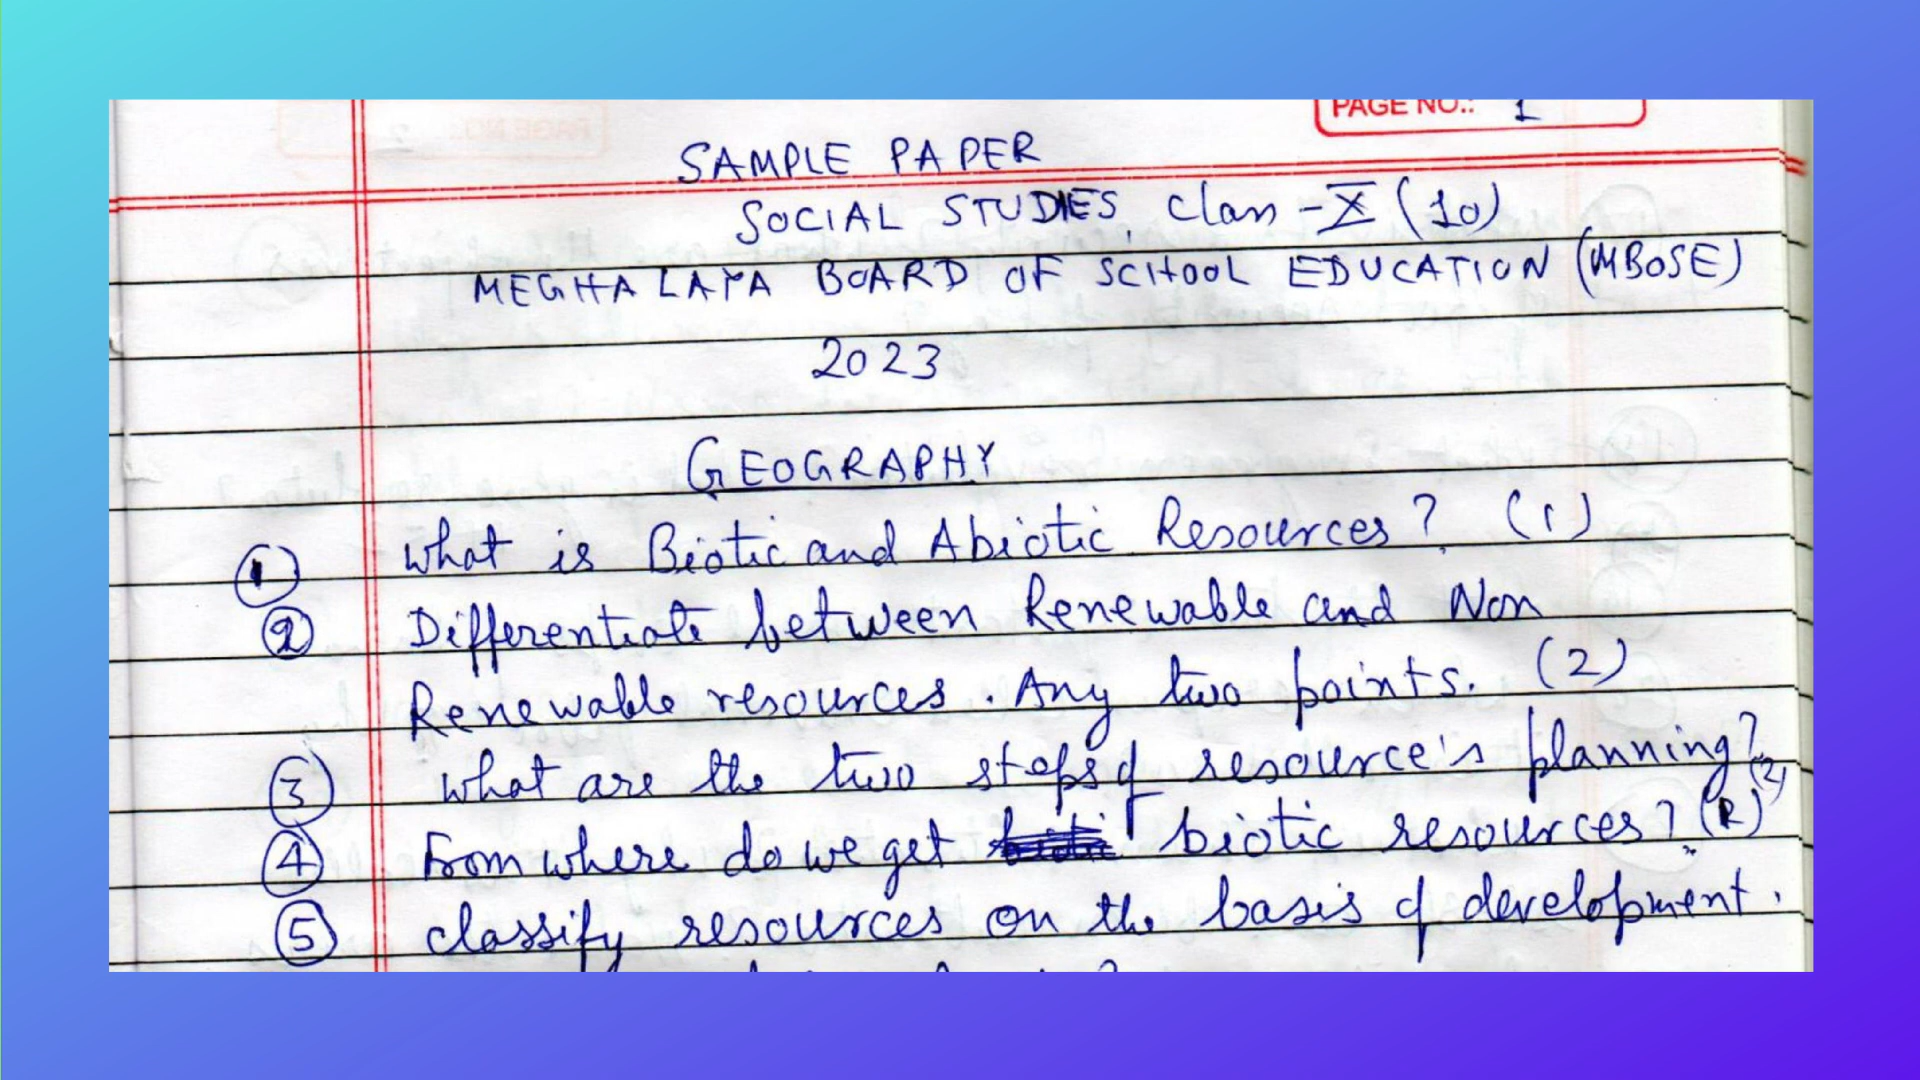 PAGE NO.: 1
SAMPLE PAPER
SOCIAL STUDIES, Class - X (10)
MEGHALAYA BOARD OF SCHOOL EDUCATION (MBOSE)
2023
GEOGRAPHY
1 What is Biotic and Abiotic Resources? (1)
2 Differentiate between Renewable and Non
Renewable resources. Any two points. (2)
3 What are the two steps of resource's planning? (2)
4 From where do we get biotic resources?
5 classify resources on the basis of development.